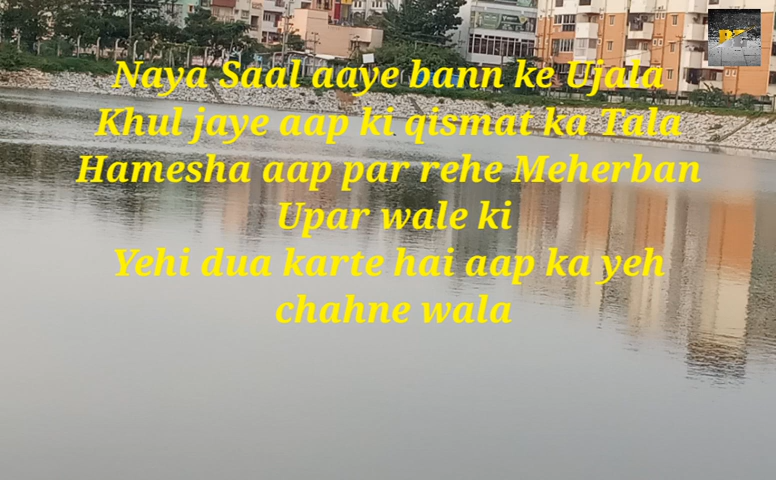 Naya Saal aaye bann ke Ujala
Khul jaye aap ki qismat ka Tala
Hamesha aap par rehe Meherban
Upar wale ki
Yehi dua karte hai aap ka yeh
chahne wala